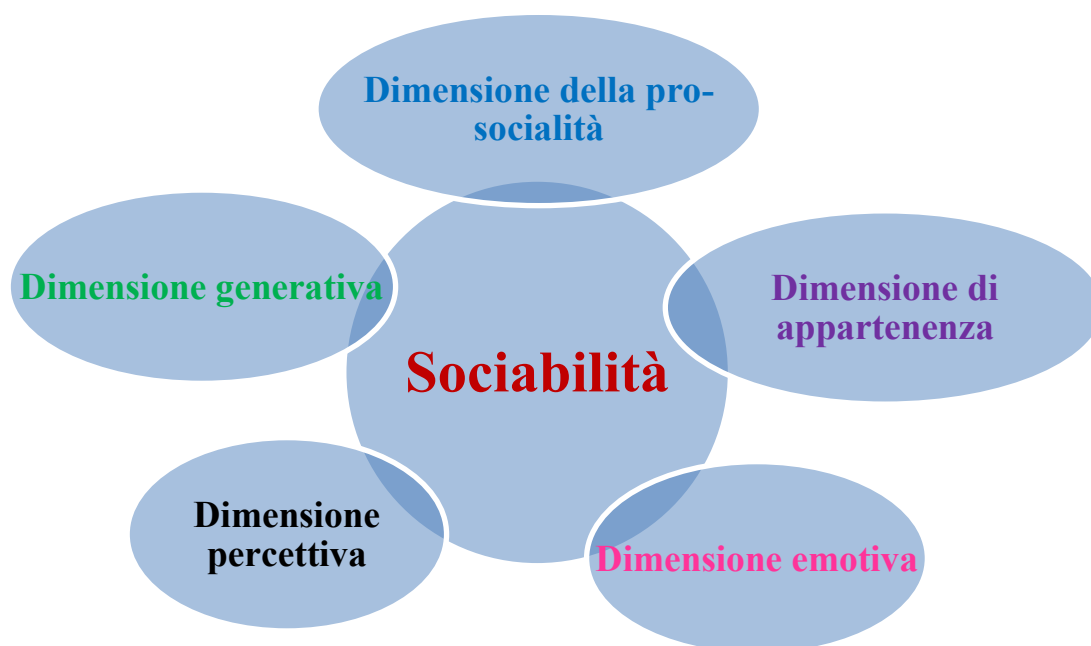 Dimensione della pro-
socialità
Dimensione generativa
Dimensione di
appartenenza
Sociabilità
Dimensione
percettiva
Dimensione emotiva